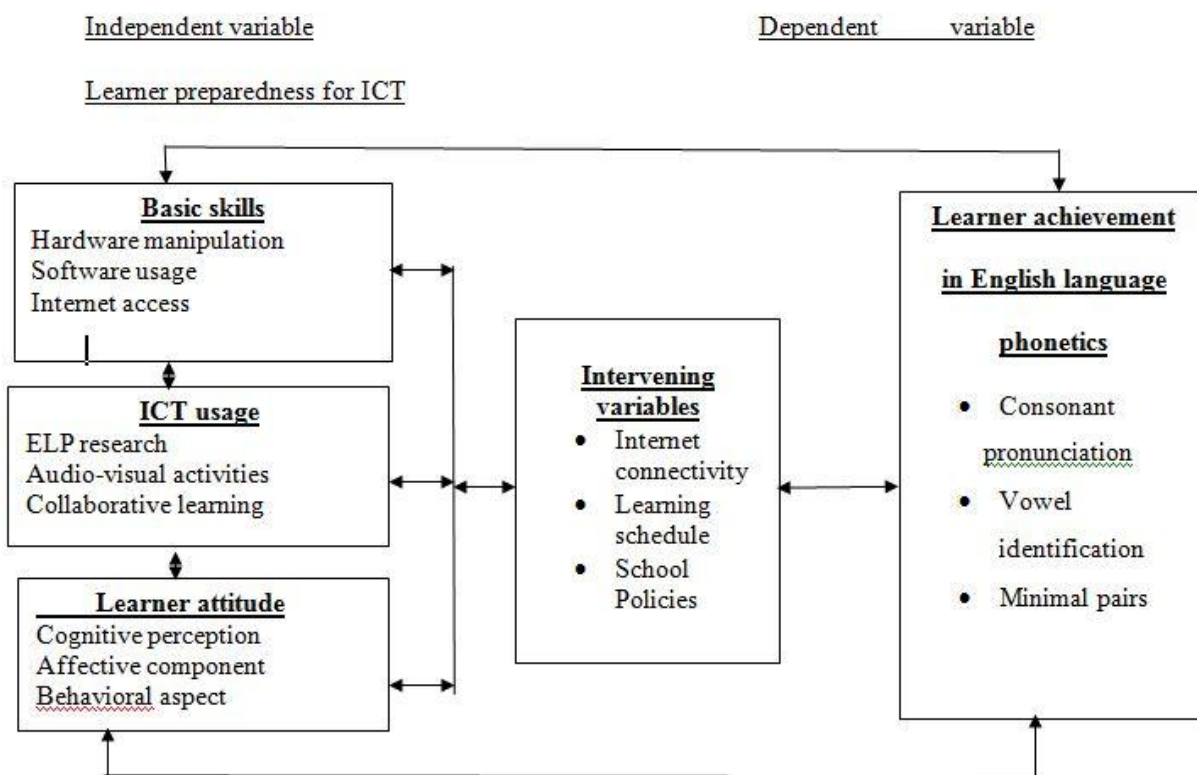 Independent variable
Dependent variable
Learner preparedness for ICT
Basic skills
Hardware manipulation
Software usage
Internet access
ICT usage
ELP research
Audio-visual activities
Collaborative learning
Learner attitude
Cognitive perception
Affective component
Behavioral aspect
Intervening
variables
• Internet
connectivity
• Learning
schedule
• School
Policies
Learner achievement
in English language
phonetics
• Consonant
pronunciation
• Vowel
identification
• Minimal pairs